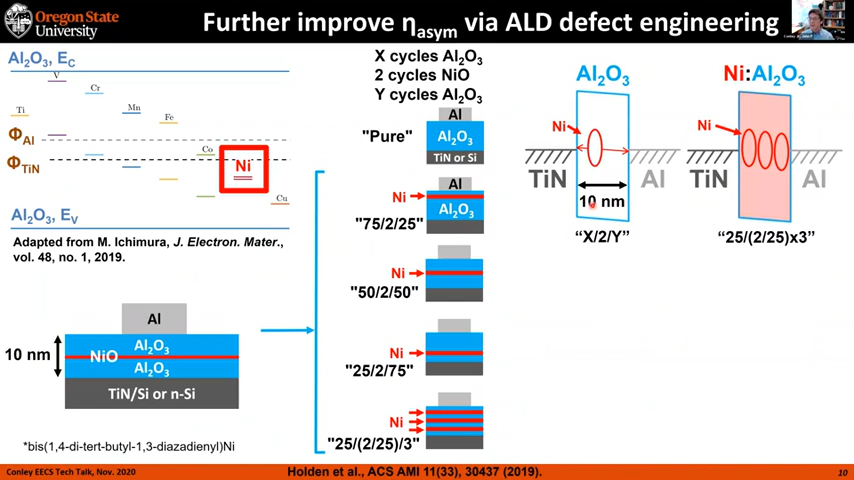 Oregon State
University
Further improve ηasym via ALD defect engineering
Al₂O₃, EC
V
Cr
Ti
Mn
Fe
ΦAl
Co
ΦTiN
Ni
Cu
Al₂O₃, EV
Adapted from M. Ichimura, J. Electron. Mater.,
vol. 48, no. 1, 2019.
Al
10 nm
Al₂O₃
NiO
Al₂O₃
TiN/Si or n-Si
*bis(1,4-di-tert-butyl-1,3-diazadienyl)Ni
X cycles Al₂O₃
2 cycles NiO
Y cycles Al₂O₃
Al
"Pure"
Al₂O₃
TiN or Si
Al
Ni
Al₂O₃
"75/2/25"
Ni
"50/2/50"
Ni
"25/2/75"
Ni
"25/(2/25)/3"
Al₂O₃
Ni
TiN
Al
10 nm
"X/2/Y"
Ni:Al₂O₃
Ni
TiN
Al
"25/(2/25)x3"
Conley EECS Tech Talk, Nov. 2020
Holden et al., ACS AMI 11(33), 30437 (2019).
10